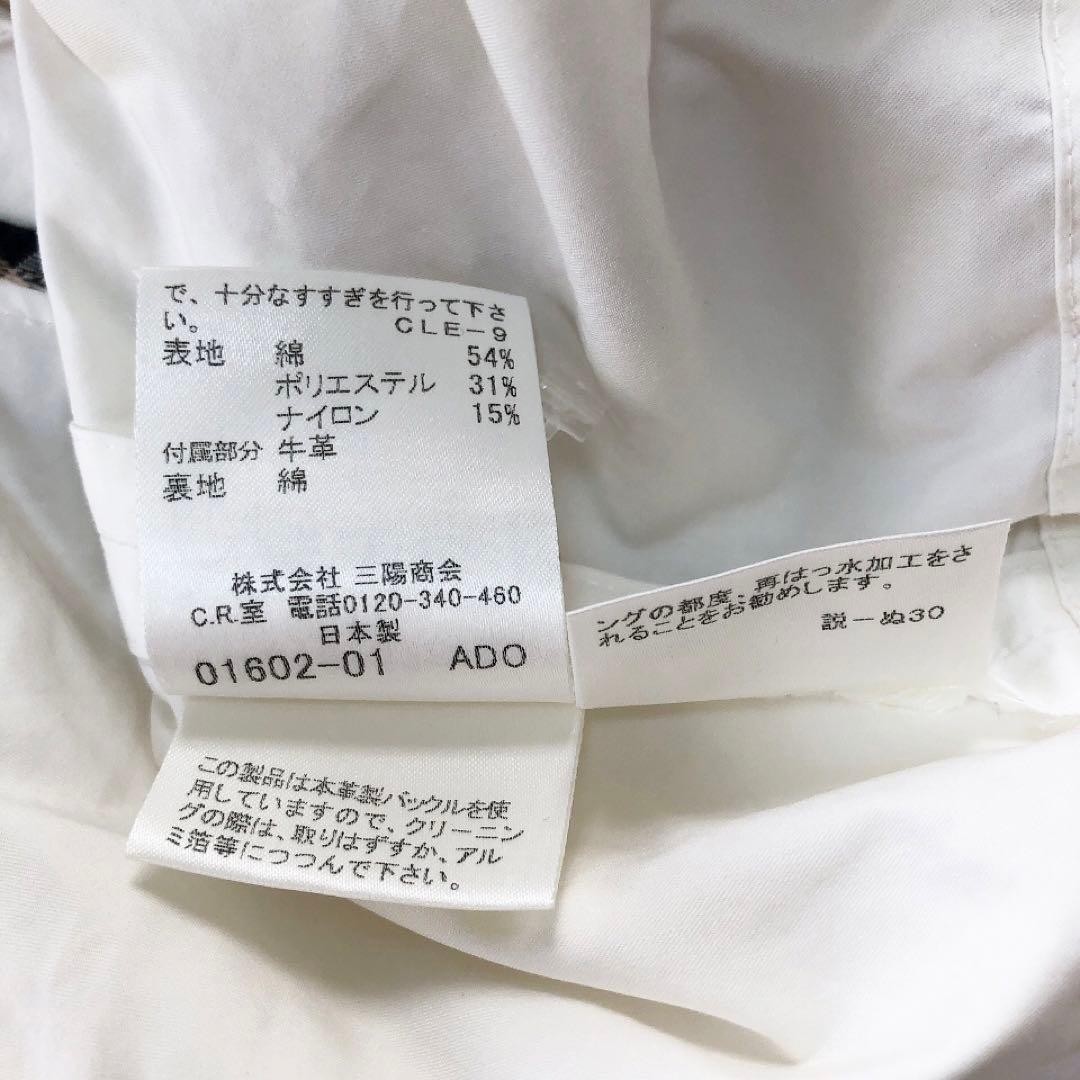 で、十分なすすぎを行って下さ
い。 CLE－9
表地 綿 54%
ポリエステル 31%
ナイロン 15%
付属部分 牛革
裏地 綿
株式会社 三陽商会
C.R.室 電話0120-340-460
日本製
01602-01 ADO
ングの都度、再はっ水加工をさ
れることをお勧めします。
説－ぬ30
この製品は本革製バックルを使
用していますので、クリーニン
グの際は、取りはずすか、アル
ミ箔等につつんで下さい。